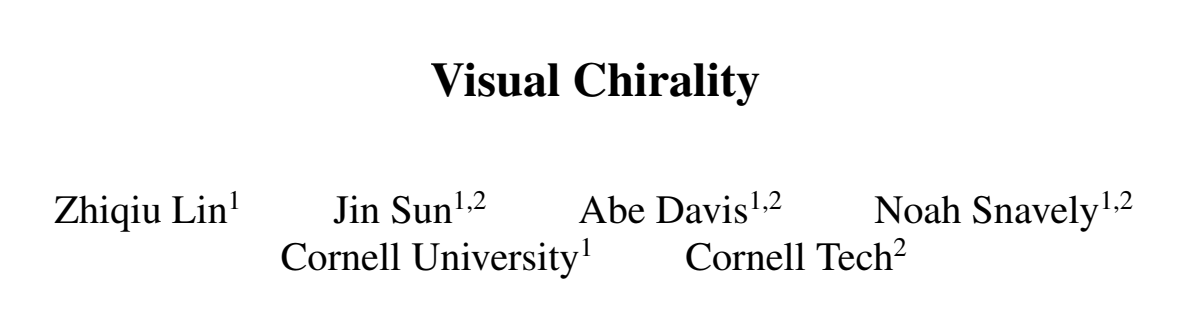 Visual Chirality
Zhiqiu Lin¹ Jin Sun¹,² Abe Davis¹,² Noah Snavely¹,²
Cornell University¹ Cornell Tech²